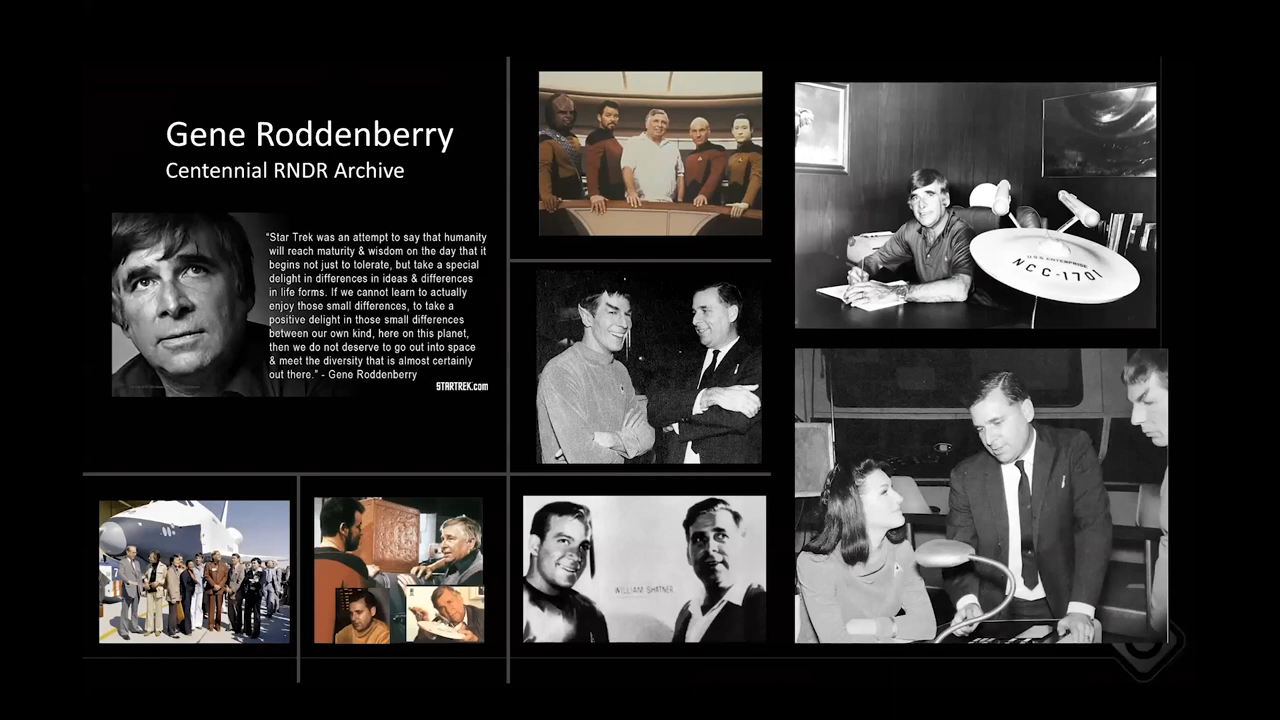 Gene Roddenberry
Centennial RNDR Archive
"Star Trek was an attempt to say that humanity
will reach maturity & wisdom on the day that it
begins not just to tolerate, but take a special
delight in differences in ideas & differences
in life forms. If we cannot learn to actually
enjoy those small differences, to take a
positive delight in those small differences
between our own kind, here on this planet,
then we do not deserve to go out into space
& meet the diversity that is almost certainly
out there." - Gene Roddenberry
STARTREK.com
U.S.S. ENTERPRISE
NCC-1701
WILLIAM SHATNER
7